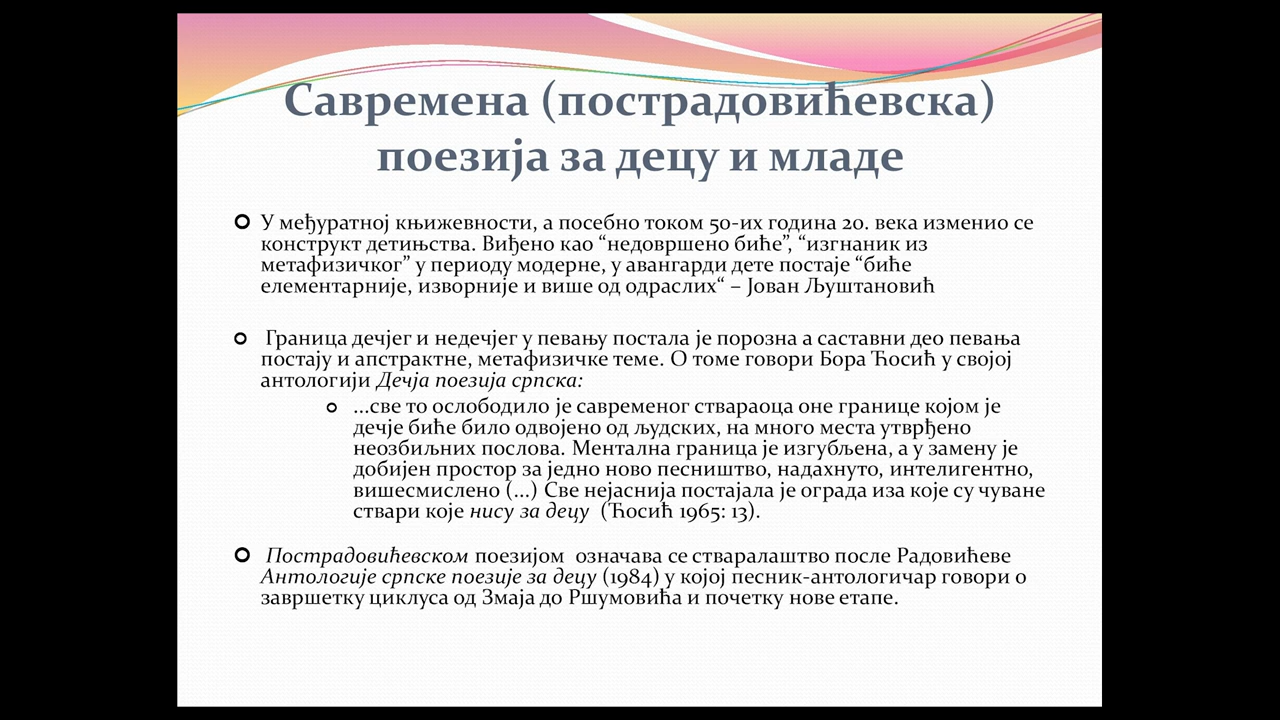 Савремена (пострадовићевска)
поезија за децу и младе
У међуратној књижевности, а посебно током 50-их година 20. века изменио се
конструкт детињства. Виђено као “недовршено биће”, “изгнаник из
метафизичког” у периоду модерне, у авангарди дете постаје “биће
елементарније, изворније и више од одраслих“ – Јован Љуштановић
Граница дечјег и недечјег у певању постала је порозна а саставни део певања
постају и апстрактне, метафизичке теме. О томе говори Бора Ћосић у својој
антологији Дечја поезија српска:
...све то ослободило је савременог ствараоца оне границе којом је
дечје биће било одвојено од људских, на много места утврђено
неозбиљних послова. Ментална граница је изгубљена, а у замену је
добијен простор за једно ново песништво, надахнуто, интелигентно,
вишесмислено (...) Све нејаснија постајала је ограда иза које су чуване
ствари које нису за децу (Ћосић 1965: 13).
Пострадовићевском поезијом означава се стваралаштво после Радовићеве
Антологије српске поезије за децу (1984) у којој песник-антологичар говори о
завршетку циклуса од Змаја до Ршумовића и почетку нове етапе.